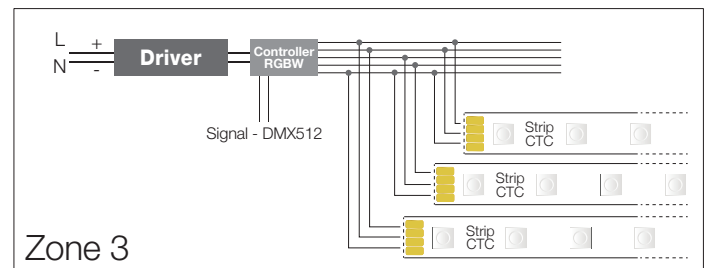 L +
N -
Driver
Controller
RGBW
Signal - DMX512
Strip
CTC
Strip
CTC
Strip
CTC
Zone 3